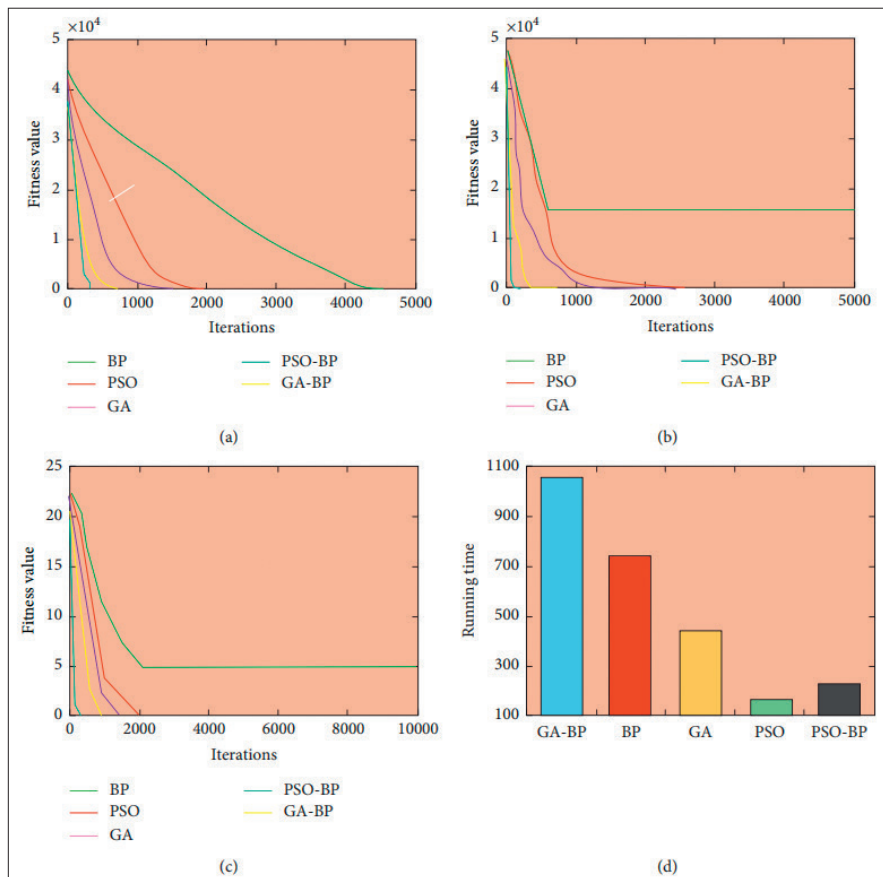 ×10⁴
5
4
3
2
1
0
Fitness value
0 1000 2000 3000 4000 5000
Iterations
BP
PSO
GA
PSO-BP
GA-BP
(a)
×10⁴
5
4
3
2
1
0
Fitness value
0 1000 2000 3000 4000 5000
Iterations
BP
PSO
GA
PSO-BP
GA-BP
(b)
25
20
15
10
5
0
Fitness value
0 2000 4000 6000 8000 10000
Iterations
BP
PSO
GA
PSO-BP
GA-BP
(c)
1100
900
700
500
300
100
Running time
GA-BP BP GA PSO PSO-BP
(d)